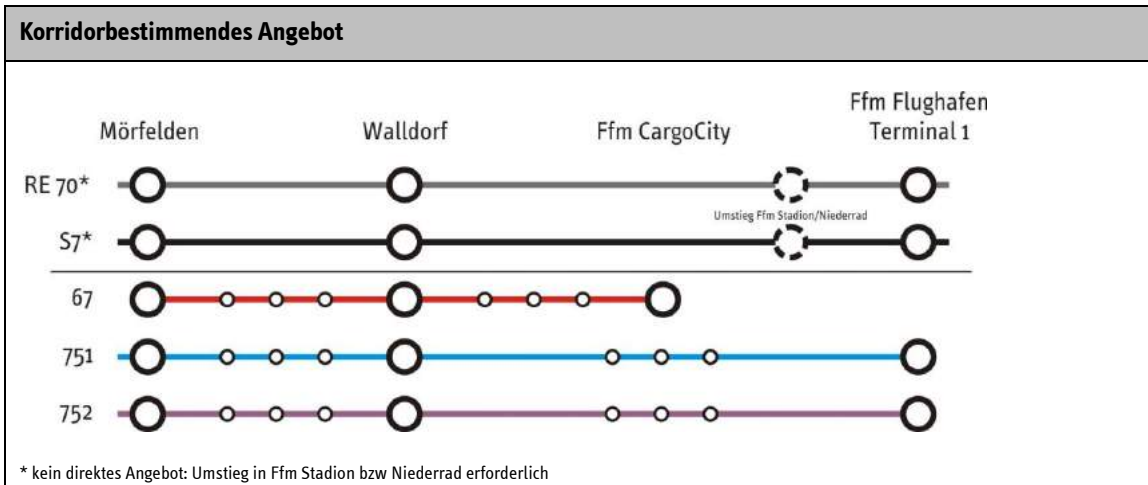 Korridorbestimmendes Angebot
Mörfelden
Walldorf
Ffm CargoCity
Ffm Flughafen
Terminal 1
RE 70*
Umstieg Ffm Stadion/Niederrad
S7*
67
751
752
* kein direktes Angebot: Umstieg in Ffm Stadion bzw Niederrad erforderlich